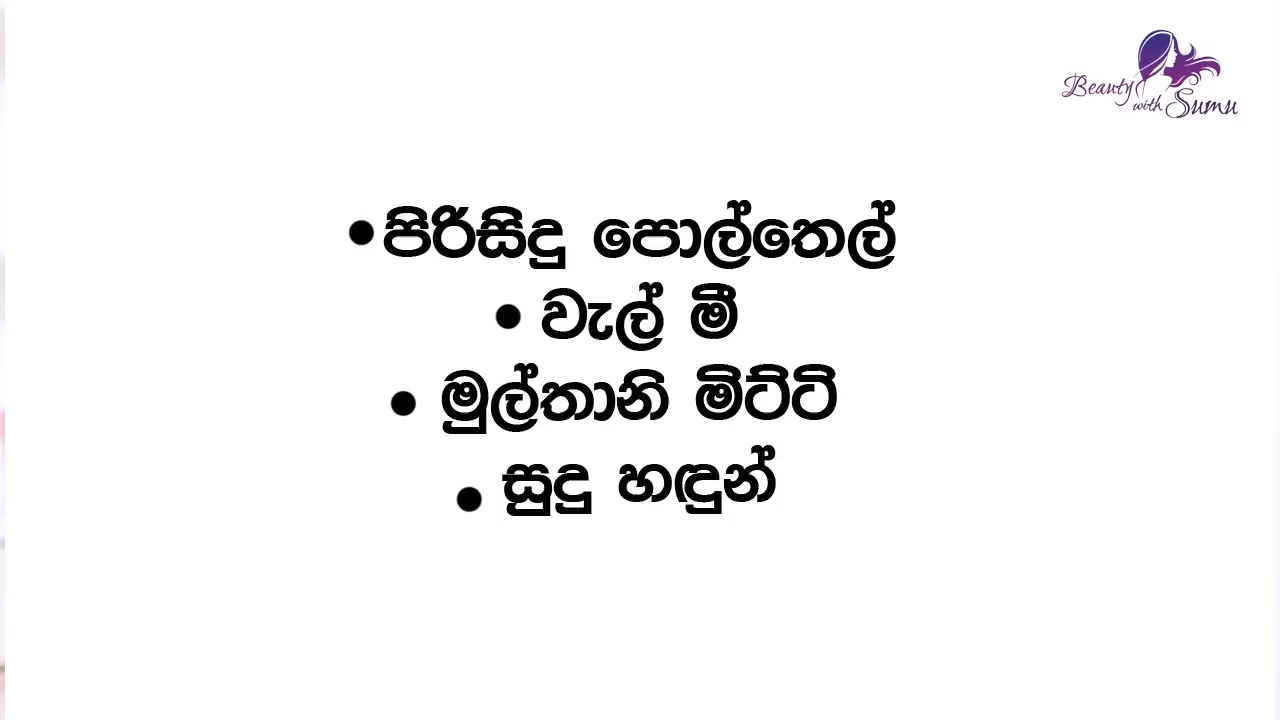 Beauty with Sumu
• පිරිසිදු පොල්තෙල්
• වැල් මී
• මුල්තානි මිට්ටි
• සුදු හඳුන්